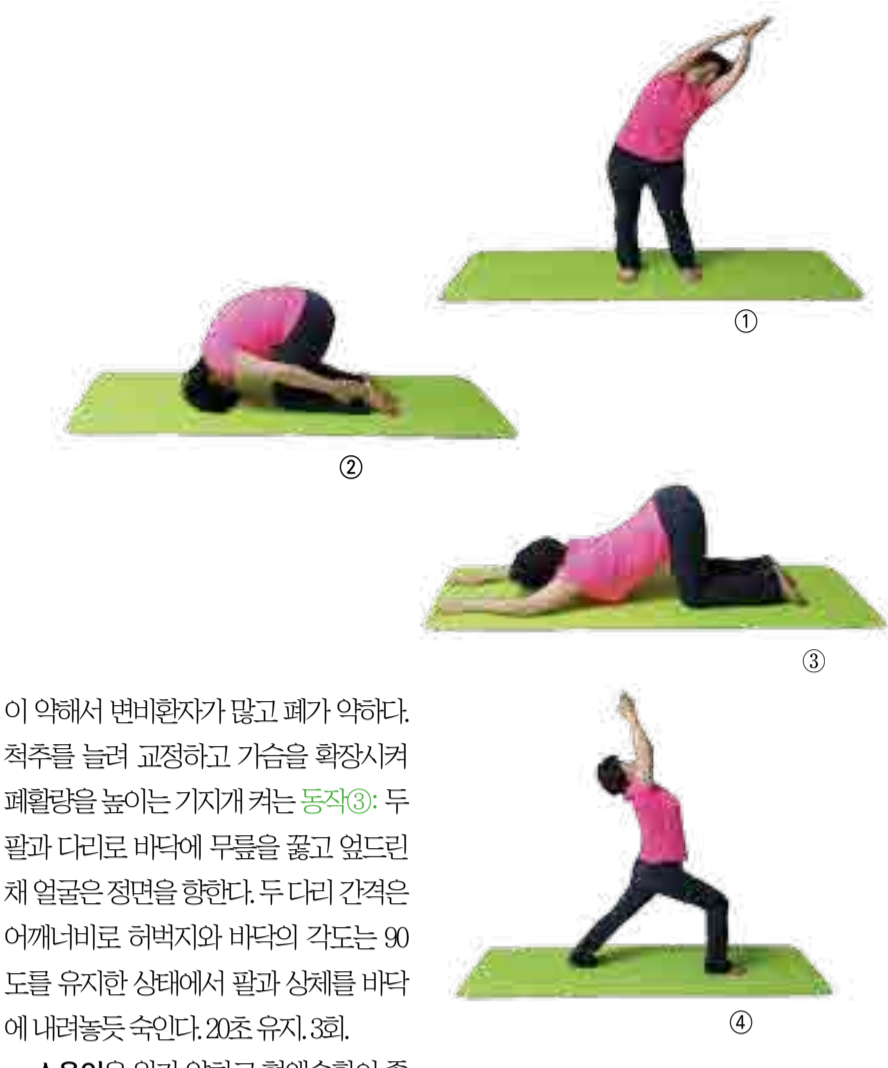 ①
②
③
이 약해서 변비환자가 많고 폐가 약하다.
척추를 늘려 교정하고 가슴을 확장시켜
폐활량을 높이는 기지개 켜는 동작③: 두
팔과 다리로 바닥에 무릎을 꿇고 엎드린
채 얼굴은 정면을 향한다. 두 다리 간격은
어깨너비로 허벅지와 바닥의 각도는 90
도를 유지한 상태에서 팔과 상체를 바닥
에 내려놓듯 숙인다. 20초 유지. 3회.
④